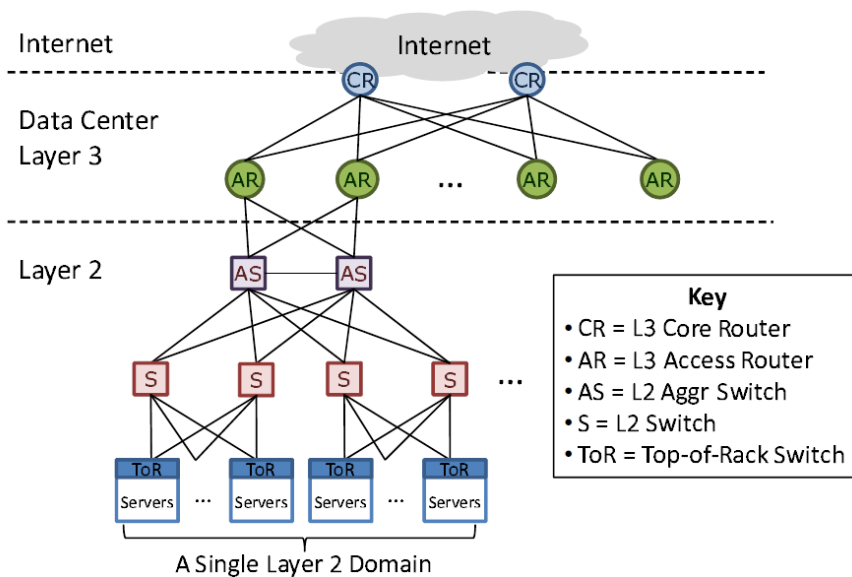 Internet
Internet
CR CR
Data Center
Layer 3
AR AR ... AR AR
Layer 2
AS AS
Key
• CR = L3 Core Router
• AR = L3 Access Router
• AS = L2 Aggr Switch
• S = L2 Switch
• ToR = Top-of-Rack Switch
S S S S ...
ToR ToR ToR ToR
Servers ... Servers Servers ... Servers
A Single Layer 2 Domain